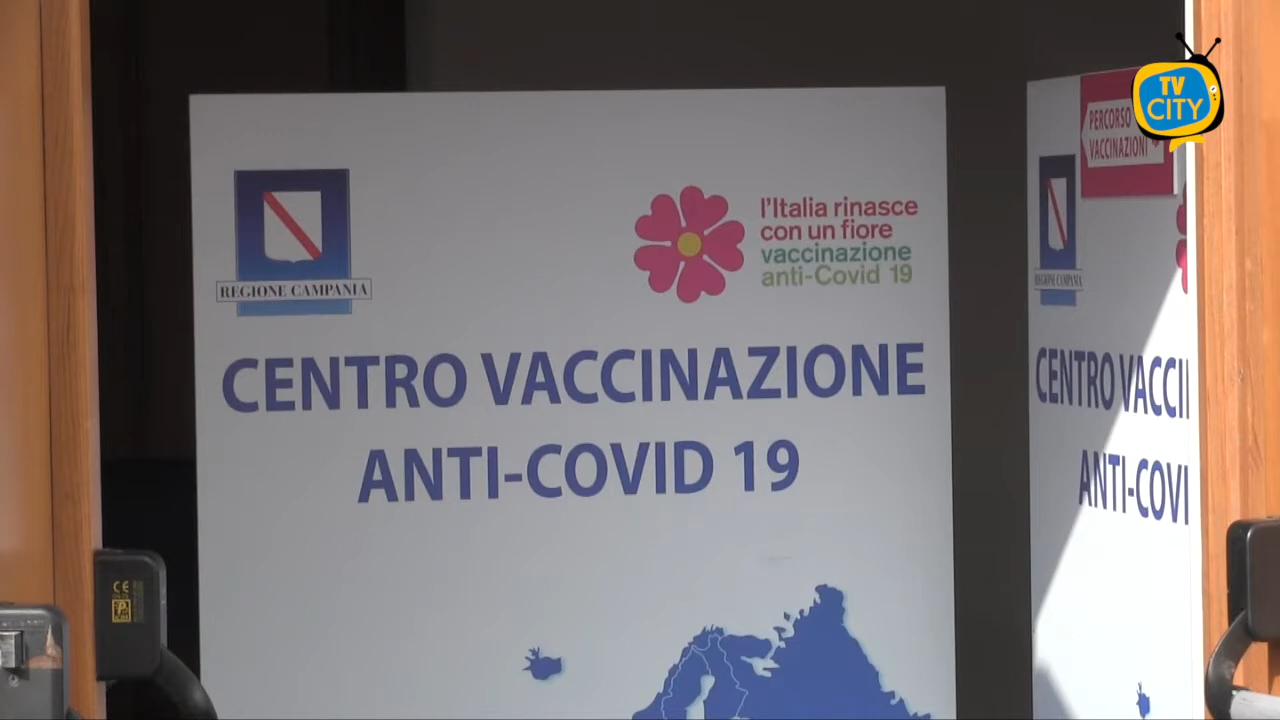 TV
CITY
PERCORSO
VACCINAZIONI
REGIONE CAMPANIA
l'Italia rinasce
con un fiore
vaccinazione
anti-Covid 19
CENTRO VACCINAZIONE
ANTI-COVID 19
REGIONE CAMPANIA
CENTRO VACCI
ANTI-COVI
CE